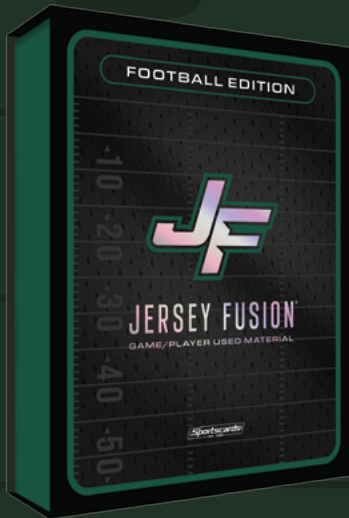 FOOTBALL EDITION
10
20
30
40
50
JF
JERSEY FUSION
GAME/PLAYER USED MATERIAL
Sportscards